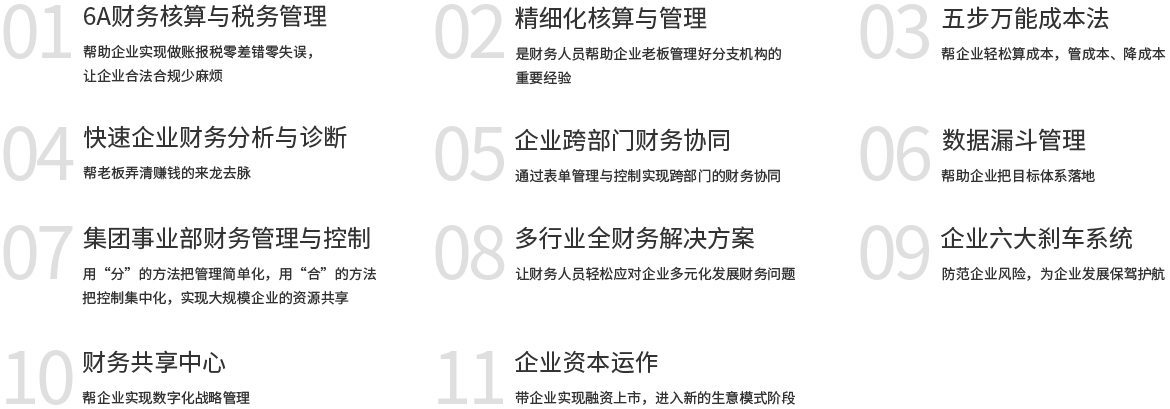 01
6A财务核算与税务管理
帮助企业实现做账报税零差错零失误，
让企业合法合规少麻烦
02
精细化核算与管理
是财务人员帮助企业老板管理好分支机构的
重要经验
03
五步万能成本法
帮企业轻松算成本，管成本、降成本
04
快速企业财务分析与诊断
帮老板弄清赚钱的来龙去脉
05
企业跨部门财务协同
通过表单管理与控制实现跨部门的财务协同
06
数据漏斗管理
帮助企业把目标体系落地
07
集团事业部财务管理与控制
用“分”的方法把管理简单化，用“合”的方法
把控制集中化，实现大规模企业的资源共享
08
多行业全财务解决方案
让财务人员轻松应对企业多元化发展财务问题
09
企业六大刹车系统
防范企业风险，为企业发展保驾护航
10
财务共享中心
帮企业实现数字化战略管理
11
企业资本运作
带企业实现融资上市，进入新的生意模式阶段